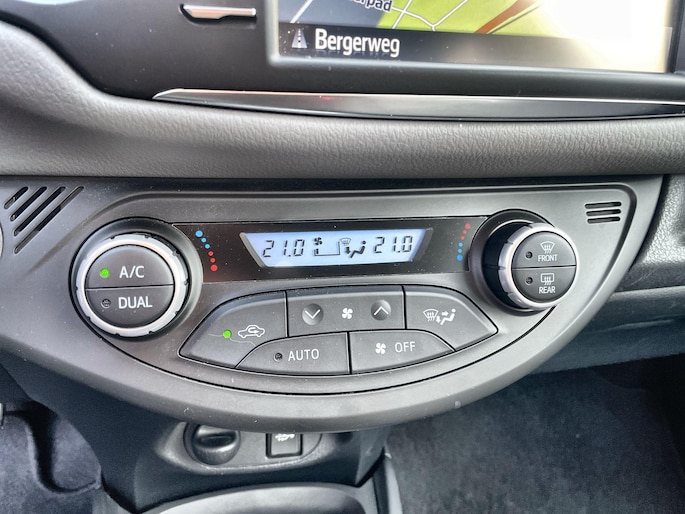 Bergerweg
21.0 21.0
A/C
DUAL
FRONT
REAR
AUTO
OFF